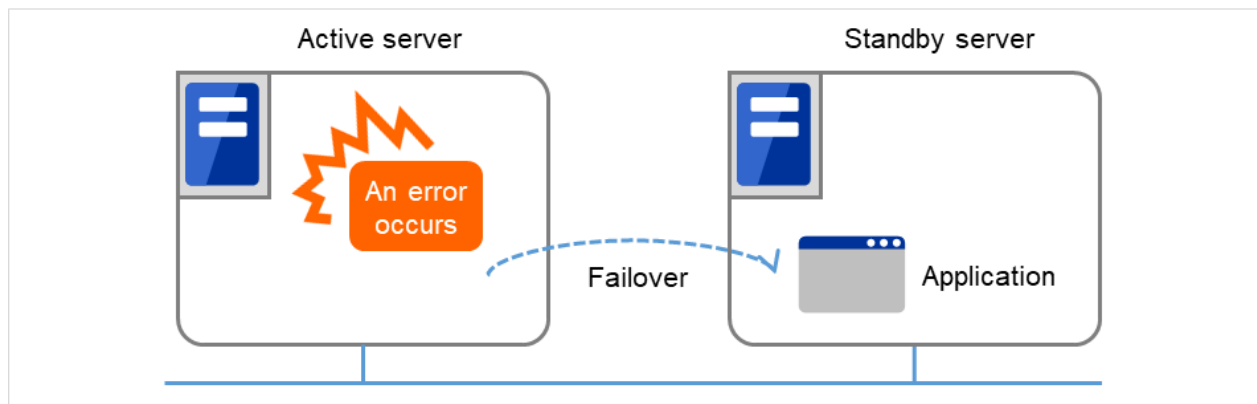 Active server
Standby server
An error
occurs
Failover
Application